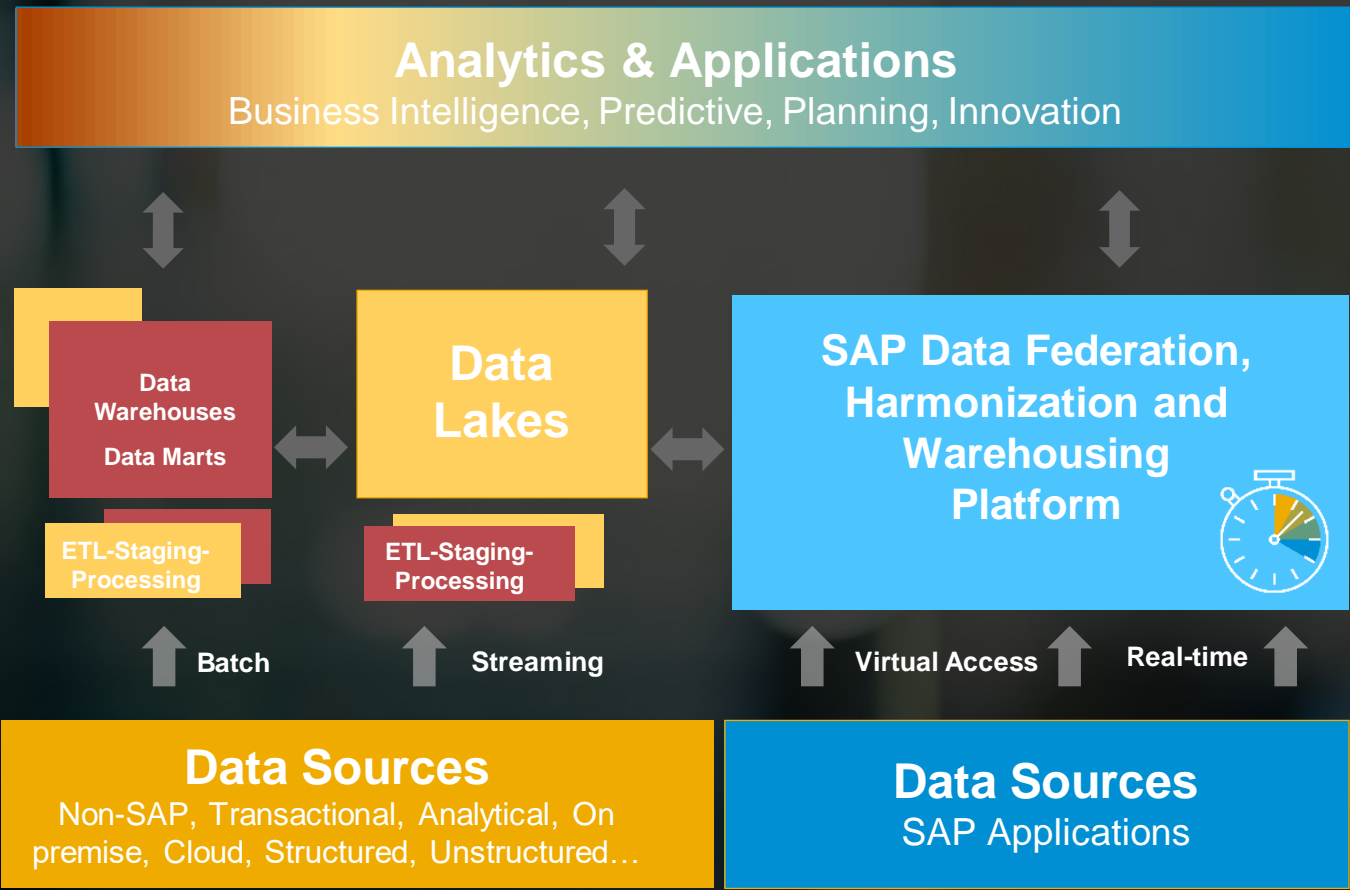 Analytics & Applications
Business Intelligence, Predictive, Planning, Innovation
Data
Warehouses
Data Marts
Data
Lakes
SAP Data Federation,
Harmonization and
Warehousing
Platform
ETL-Staging-
Processing
ETL-Staging-
Processing
Batch
Streaming
Virtual Access
Real-time
Data Sources
Non-SAP, Transactional, Analytical, On
premise, Cloud, Structured, Unstructured…
Data Sources
SAP Applications